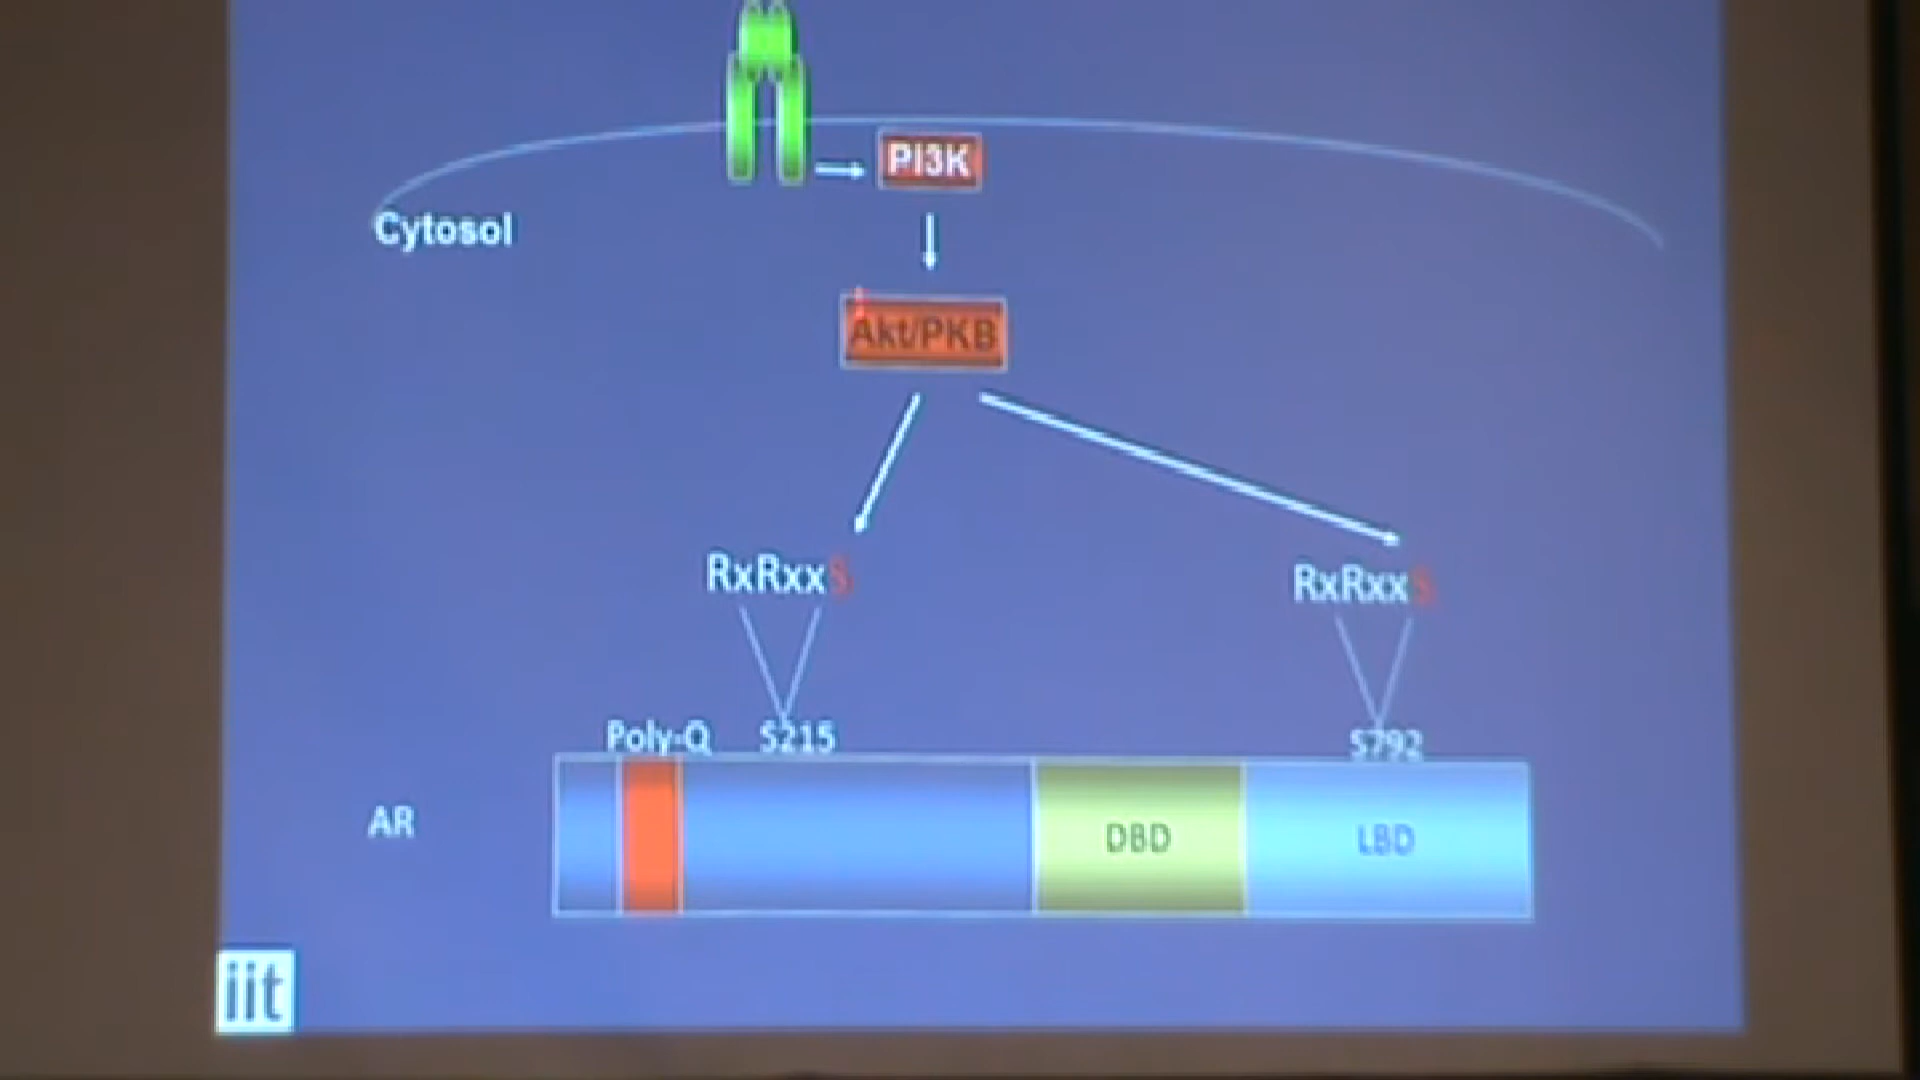 PI3K
Cytosol
Akt/PKB
RxRxxS
RxRxxS
Poly-Q S215
S792
AR
DBD
LBD
iit